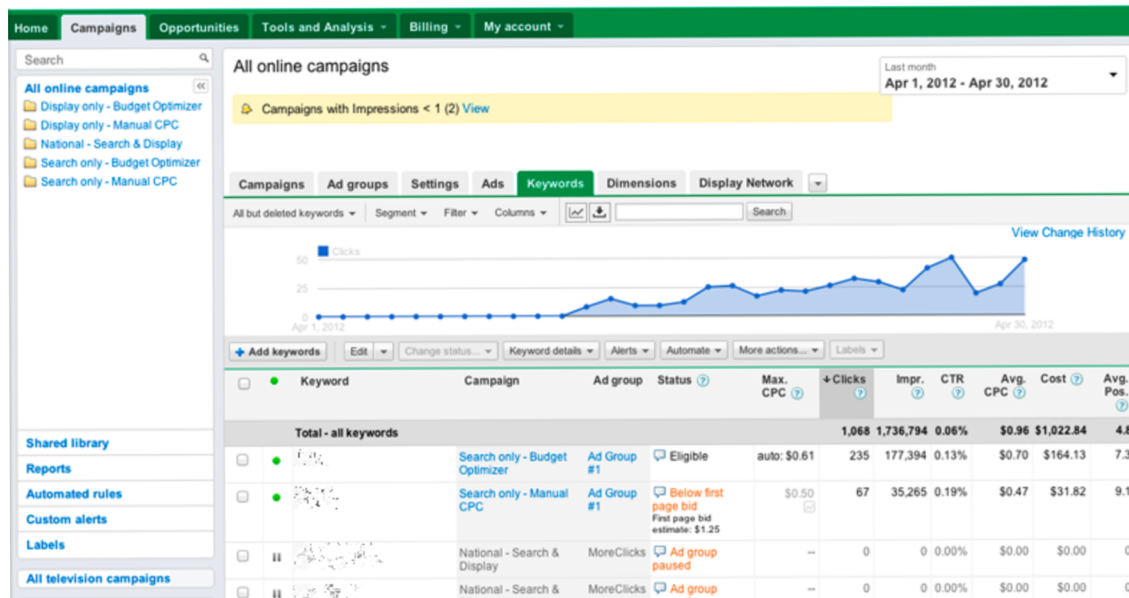 Home Campaigns Opportunities Tools and Analysis Billing My account
Search
All online campaigns
Display only - Budget Optimizer
Display only - Manual CPC
National - Search & Display
Search only - Budget Optimizer
Search only - Manual CPC
Shared library
Reports
Automated rules
Custom alerts
Labels
All television campaigns
All online campaigns
Last month
Apr 1, 2012 - Apr 30, 2012
Campaigns with Impressions < 1 (2) View
Campaigns Ad groups Settings Ads Keywords Dimensions Display Network
All but deleted keywords Segment Filter Columns Search
View Change History
Clicks
50
25
0
Apr 1, 2012 Apr 30, 2012
Add keywords Edit Change status... Keyword details Alerts Automate More actions... Labels
Keyword Campaign Ad group Status ? Max. Clicks Impr. CTR Avg. Cost ? Avg.
CPC ? ? ? ? CPC ? Pos.
?
Total - all keywords 1,068 1,736,794 0.06% $0.96 $1,022.84 4.8
Search only - Budget Ad Group Eligible auto: $0.61 235 177,394 0.13% $0.70 $164.13 7.3
Optimizer #1
Search only - Manual Ad Group Below first $0.50 67 35,265 0.19% $0.47 $31.82 9.1
CPC #1 page bid
First page bid
estimate: $1.25
National - Search & MoreClicks Ad group -- 0 0 0.00% $0.00 $0.00
Display paused
National - Search & MoreClicks Ad group -- 0 0 0.00% $0.00 $0.00